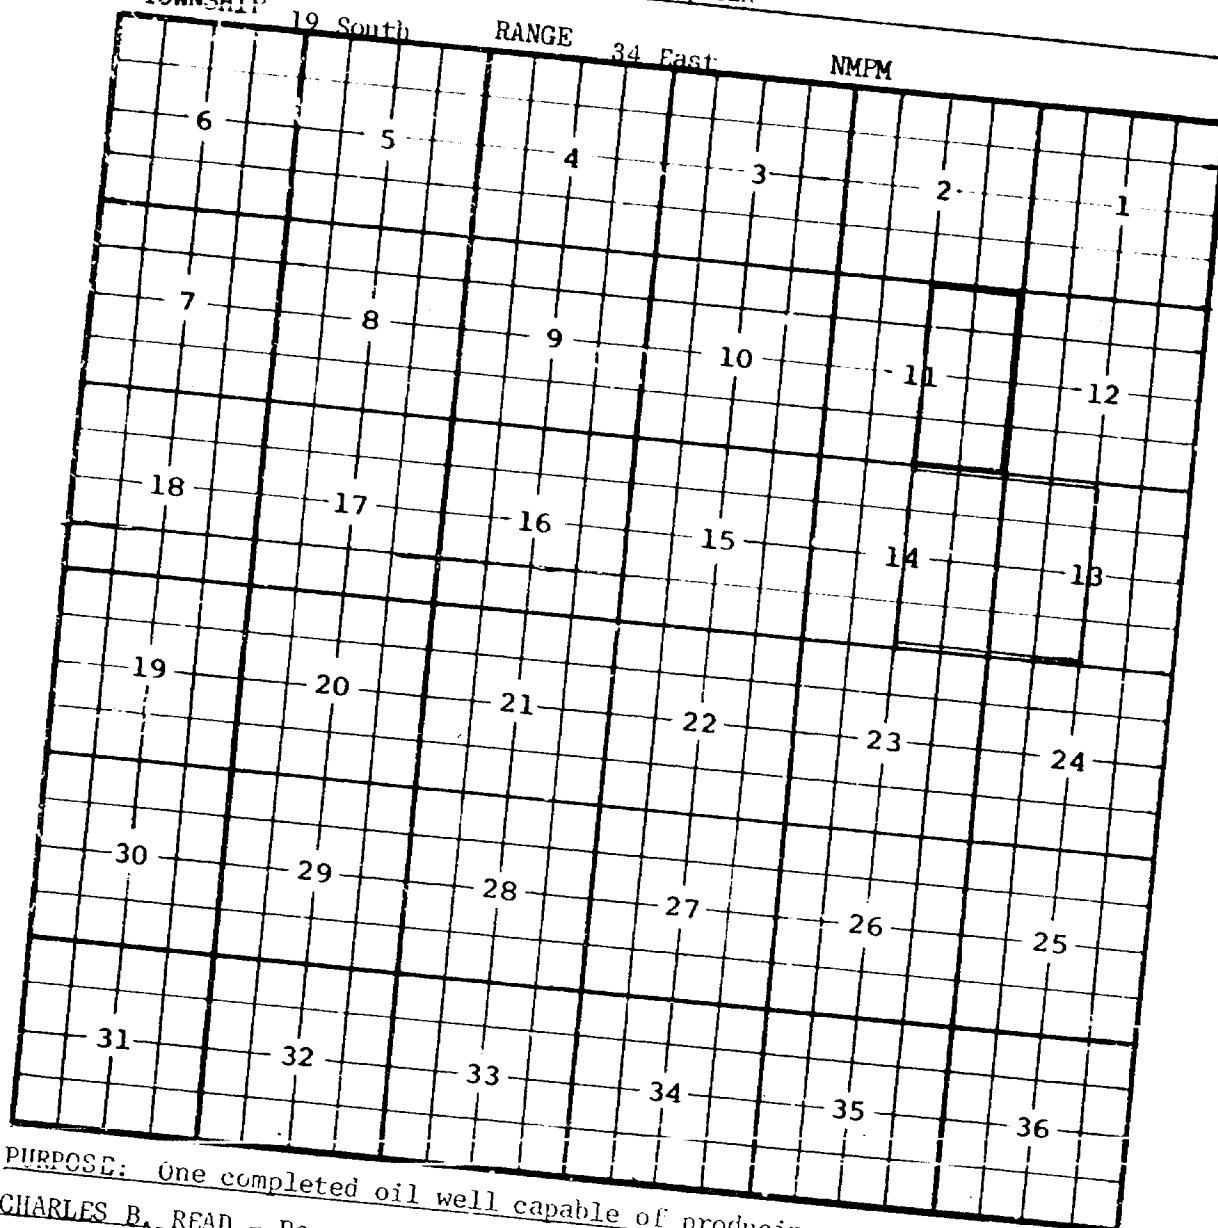 TOWNSHIP 19 South RANGE 34 East NMPM
6 5 4 3 2 1
7 8 9 10 11 12
18 17 16 15 14 13
19 20 21 22 23 24
30 29 28 27 26 25
31 32 33 34 35 36
PURPOSE: One completed oil well capable of
CHARLES B. READ -